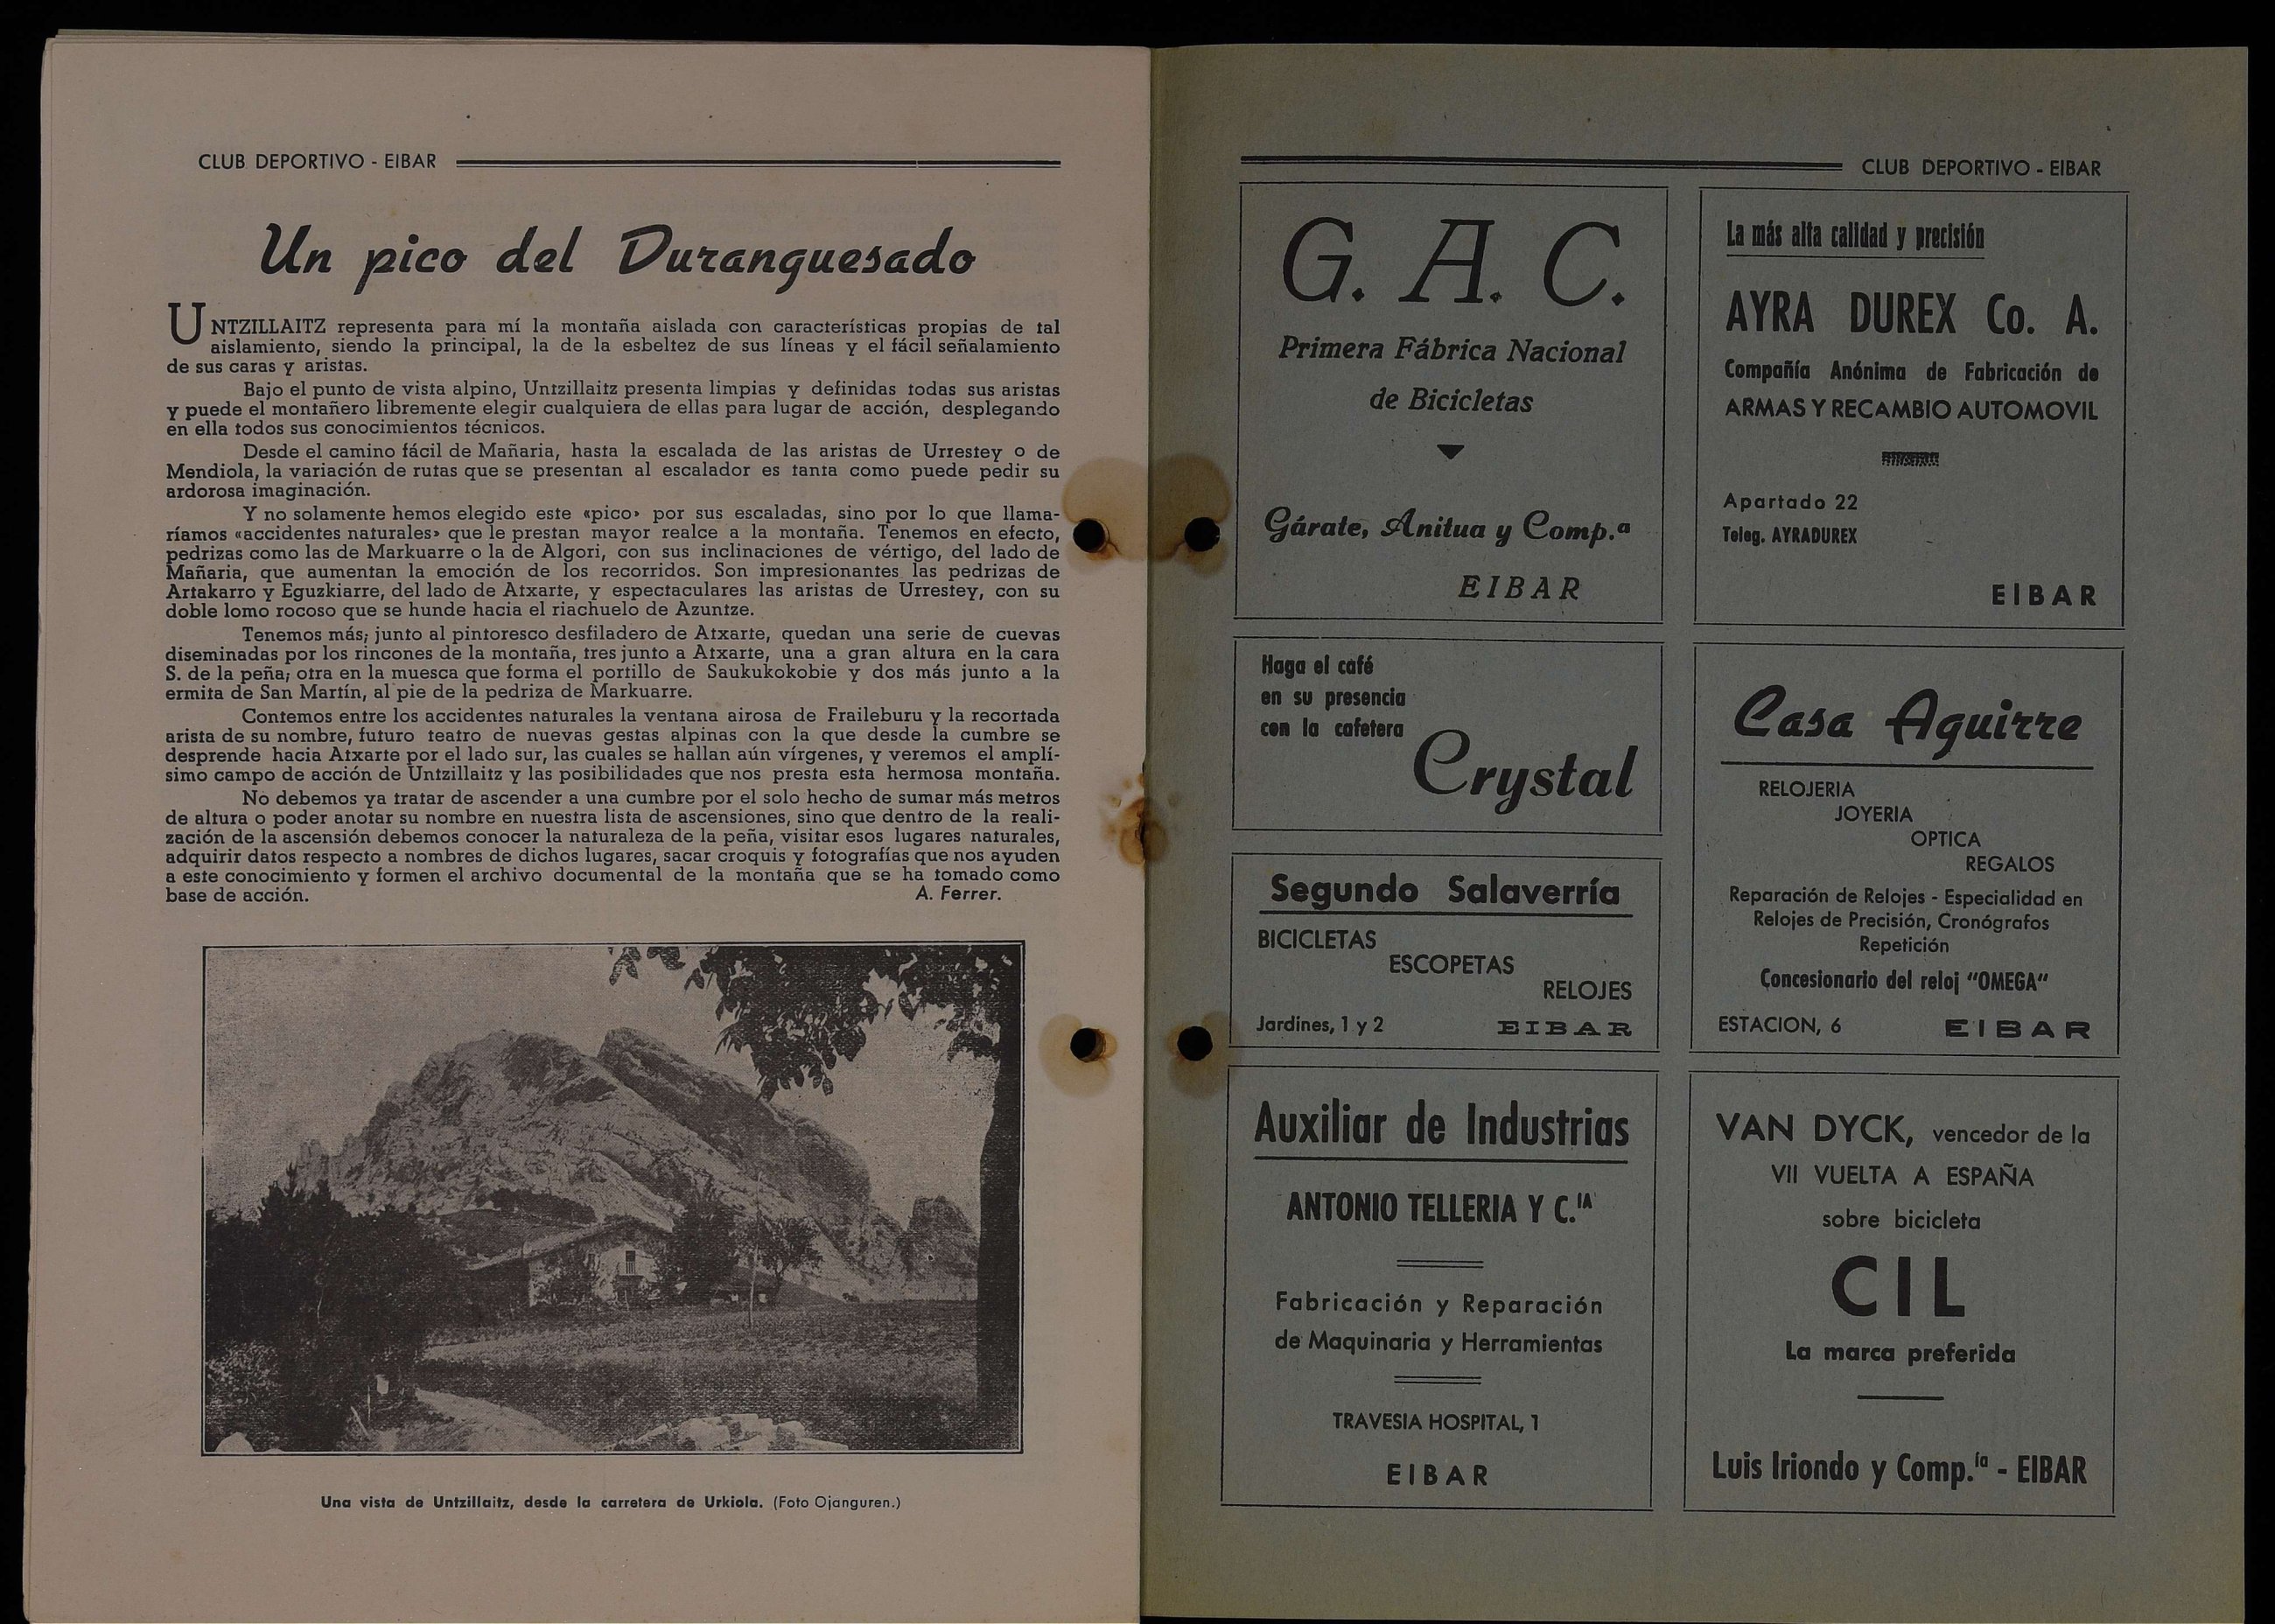 CLUB DEPORTIVO - EIBAR
Un pico del Duranguesado
UNTZILLAITZ representa para mí la montaña aislada con características propias de tal
aislamiento, siendo la principal, la de la esbeltez de sus líneas y el fácil señalamiento
de sus caras y aristas.
Bajo el punto de vista alpino, Untzillaitz presenta limpias y definidas todas sus aristas
y puede el montañero libremente elegir cualquiera de ellas para lugar de acción, desplegando
en ella todos sus conocimientos técnicos.
Desde el camino fácil de Mañaria, hasta la escalada de las aristas de Urrestey o de
Mendiola, la variación de rutas que se presentan al escalador es tanta como puede pedir su
ardorosa imaginación.
Y no solamente hemos elegido este «pico» por sus escaladas, sino por lo que llama-
ríamos «accidentes naturales» que le prestan mayor realce a la montaña. Tenemos en efecto,
pedrizas como las de Markuarre o la de Algori, con sus inclinaciones de vértigo, del lado de
Mañaria, que aumentan la emoción de los recorridos. Son impresionantes las pedrizas de
Artakarro y Eguzkiarre, del lado de Atxarte, y espectaculares las aristas de Urrestey, con su
doble lomo rocoso que se hunde hacia el riachuelo de Azuntze.
Tenemos más; junto al pintoresco desfiladero de Atxarte, quedan una serie de cuevas
diseminadas por los rincones de la montaña, tres junto a Atxarte, una a gran altura en la cara
S. de la peña; otra en la muesca que forma el portillo de Saukukokobie y dos más junto a la
ermita de San Martín, al pie de la pedriza de Markuarre.
Contemos entre los accidentes naturales la ventana airosa de Fraileburu y la recortada
arista de su nombre, futuro teatro de nuevas gestas alpinas con la que desde la cumbre se
desprende hacia Atxarte por el lado sur, las cuales se hallan aún vírgenes, y veremos el amplí-
simo campo de acción de Untzillaitz y las posibilidades que nos presta esta hermosa montaña.
No debemos ya tratar de ascender a una cumbre por el solo hecho de sumar más metros
de altura o poder anotar su nombre en nuestra lista de ascensiones, sino que dentro de la reali-
zación de la ascensión debemos conocer la naturaleza de la peña, visitar esos lugares naturales,
adquirir datos respecto a nombres de dichos lugares, sacar croquis y fotografías que nos ayuden
a este conocimiento y formen el archivo documental de la montaña que se ha tomado como
base de acción.
A. Ferrer.
Una vista de Untzillaitz, desde la carretera de Urkiola. (Foto Ojanguren.)
CLUB DEPORTIVO - EIBAR
G. A. C.
Primera Fábrica Nacional
de Bicicletas
Gárate, Anitua y Comp.ª
EIBAR
La más alta calidad y precisión
AYRA DUREX Co. A.
Compañía Anónima de Fabricación de
ARMAS Y RECAMBIO AUTOMOVIL
Apartado 22
Teleg. AYRADUREX
EIBAR
Haga el café
en su presencia
con la cafetera
Crystal
Casa Aguirre
RELOJERIA
JOYERIA
OPTICA
REGALOS
Reparación de Relojes - Especialidad en
Relojes de Precisión, Cronógrafos
Repetición
Concesionario del reloj "OMEGA"
ESTACION, 6 EIBAR
Segundo Salaverría
BICICLETAS
ESCOPETAS
RELOJES
Jardines, 1 y 2 EIBAR
Auxiliar de Industrias
ANTONIO TELLERIA Y C.IA
Fabricación y Reparación
de Maquinaria y Herramientas
TRAVESIA HOSPITAL, 1
EIBAR
VAN DYCK, vencedor de la
VII VUELTA A ESPAÑA
sobre bicicleta
CIL
La marca preferida
Luis Iriondo y Comp.ía - EIBAR